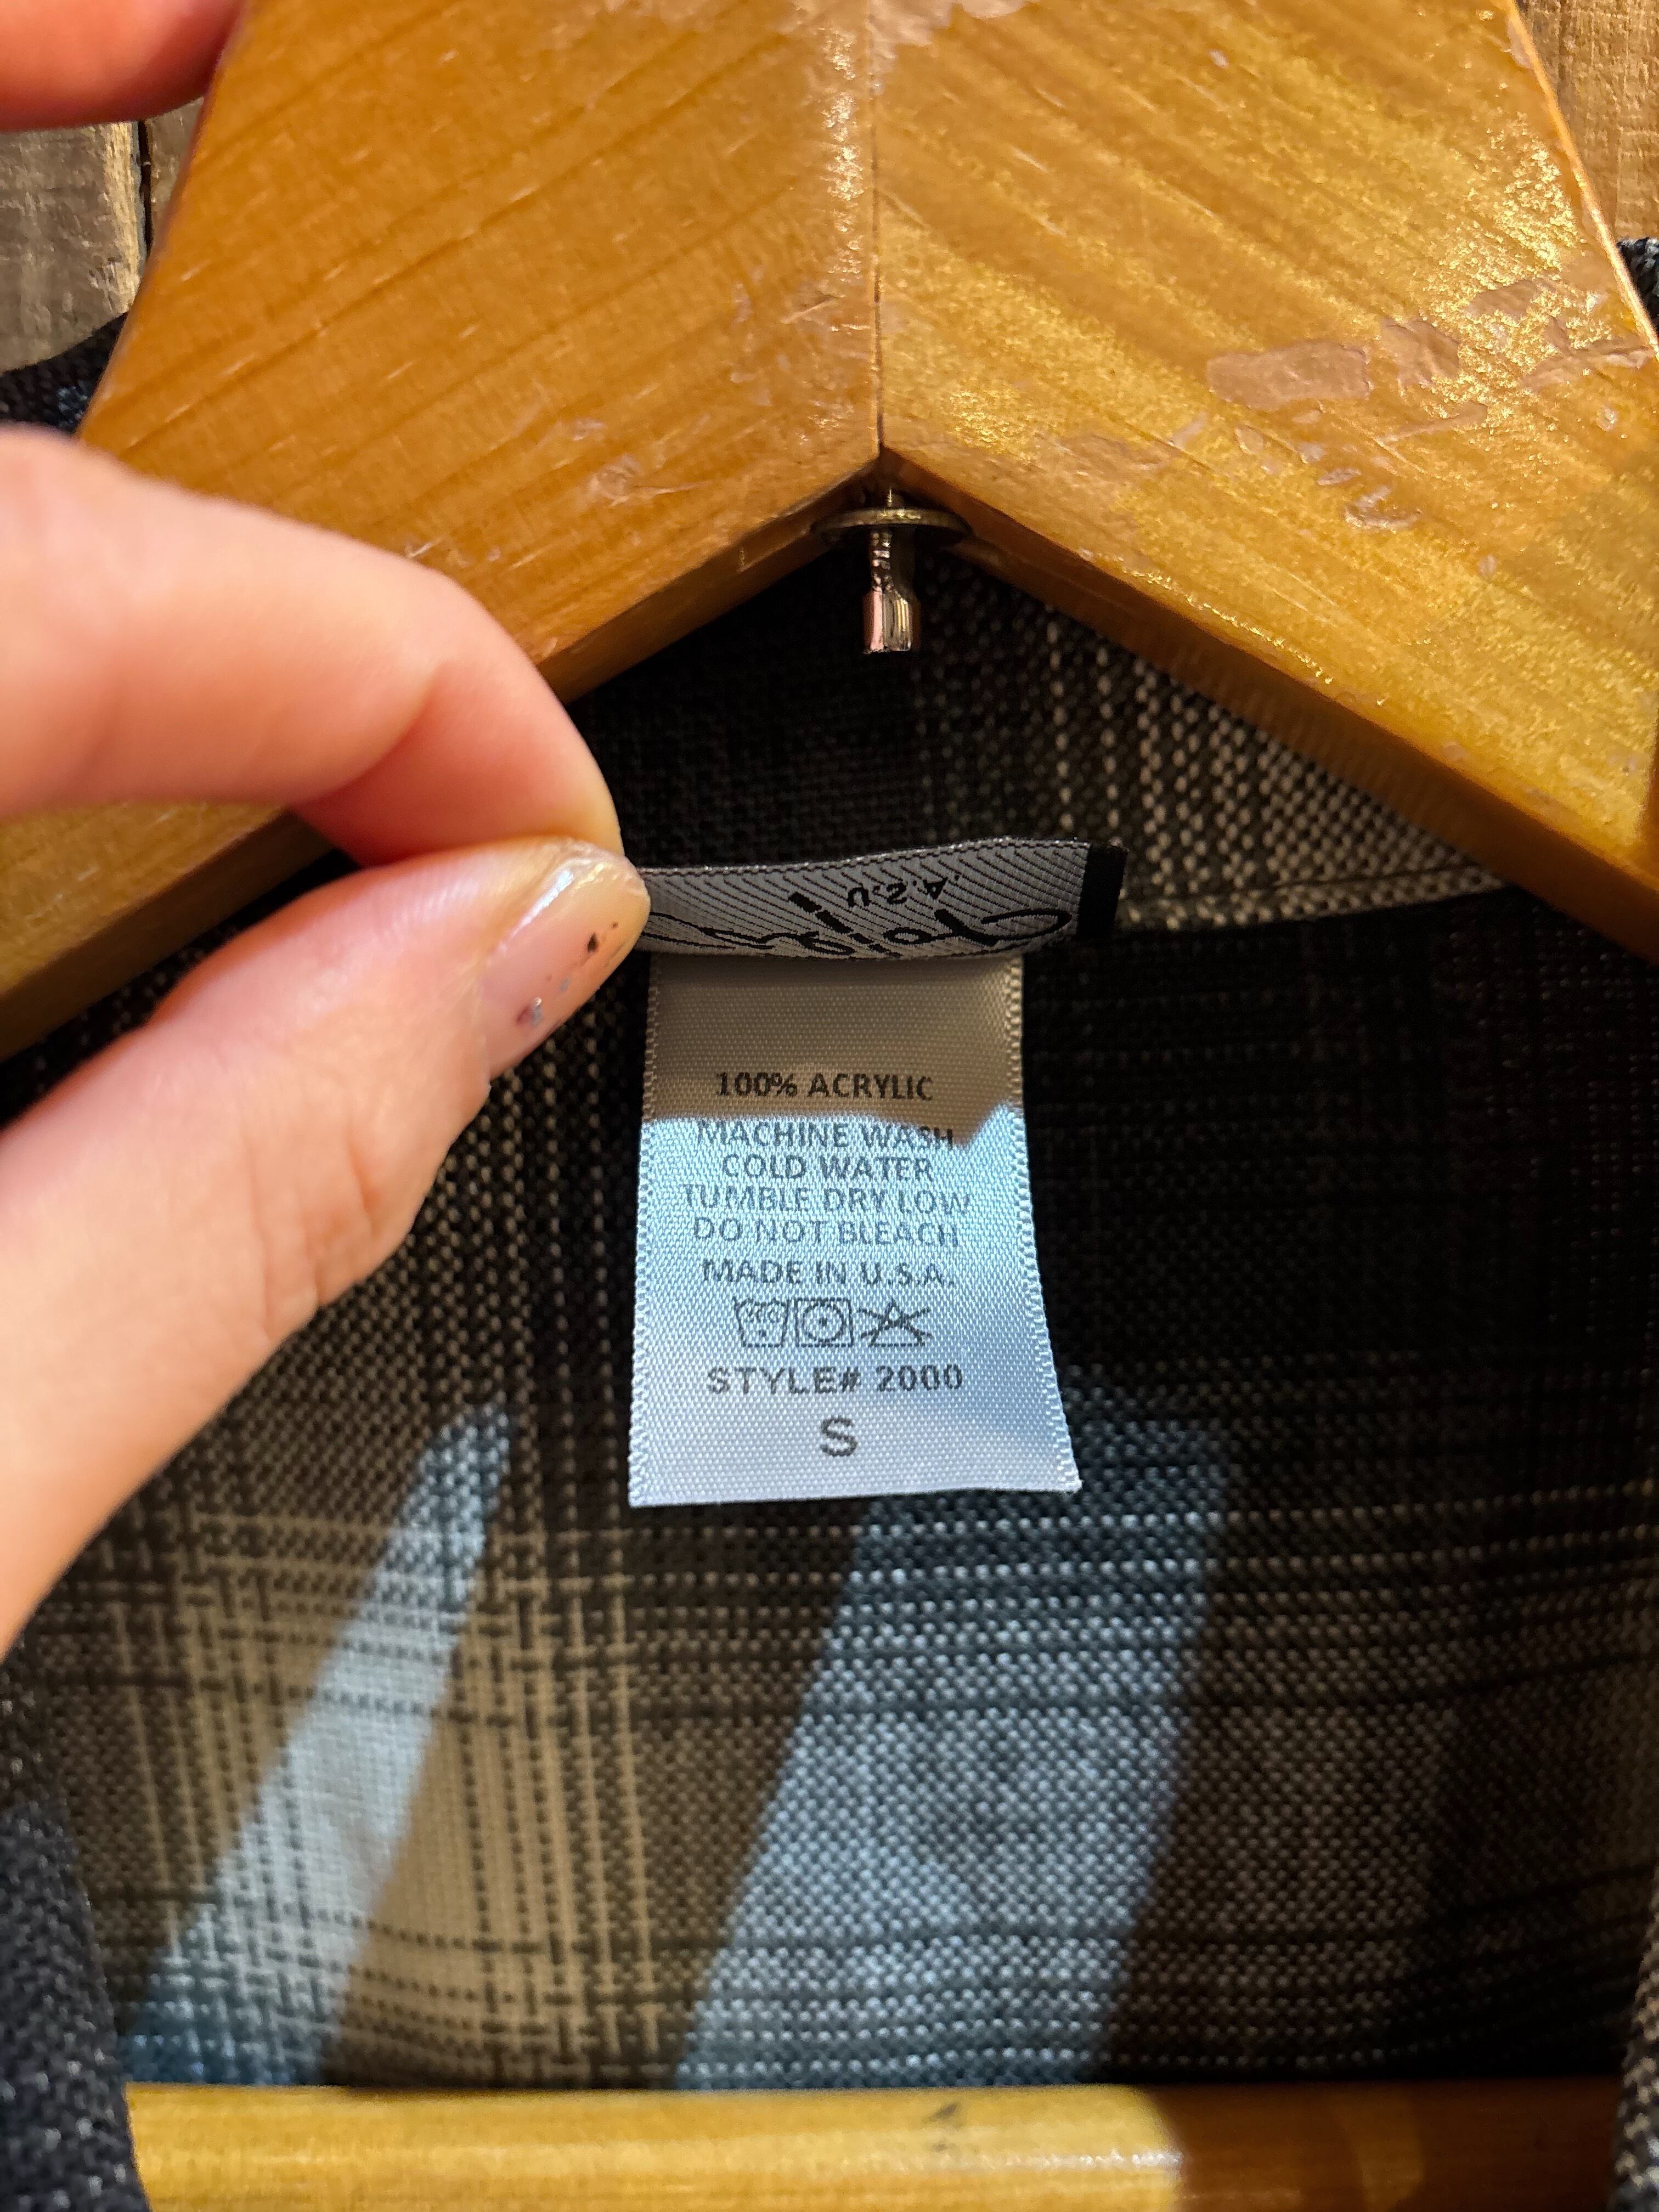 U.S.A.
100% ACRYLIC
MACHINE WASH
COLD WATER
TUMBLE DRY LOW
DO NOT BLEACH
MADE IN U.S.A.
STYLE# 2000
S